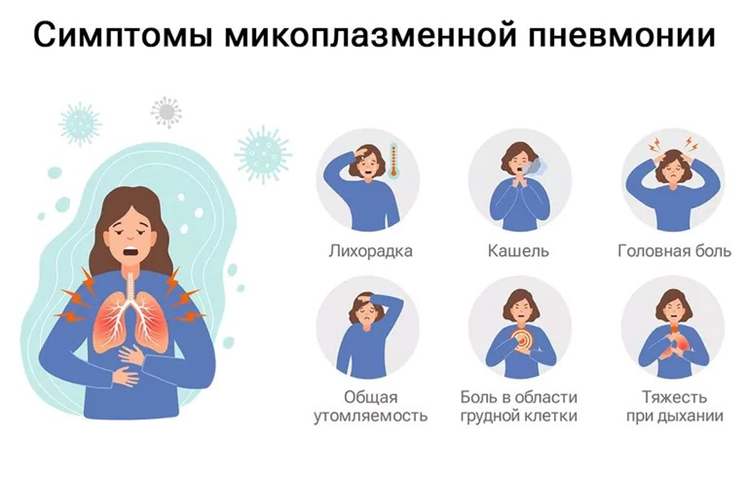 Симптомы микоплазменной пневмонии
Лихорадка
Кашель
Головная боль
Общая
утомляемость
Боль в области
грудной клетки
Тяжесть
при дыхании